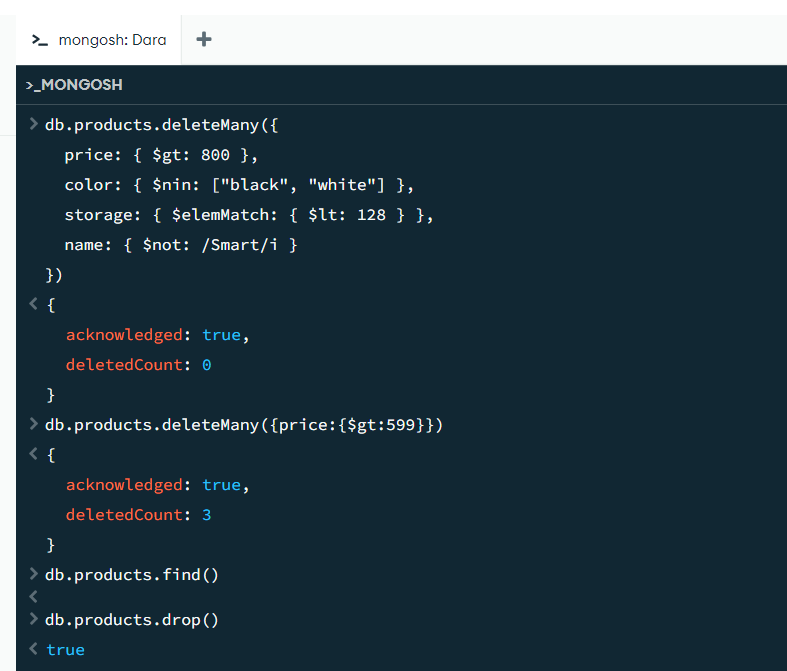 >_ mongosh: Dara +
>_MONGOSH
> db.products.deleteMany({
price: { $gt: 800 },
color: { $nin: ["black", "white"] },
storage: { $elemMatch: { $lt: 128 } },
name: { $not: /Smart/i }
})
< {
acknowledged: true,
deletedCount: 0
}
> db.products.deleteMany({price:{$gt:599}})
< {
acknowledged: true,
deletedCount: 3
}
> db.products.find()
<
> db.products.drop()
< true